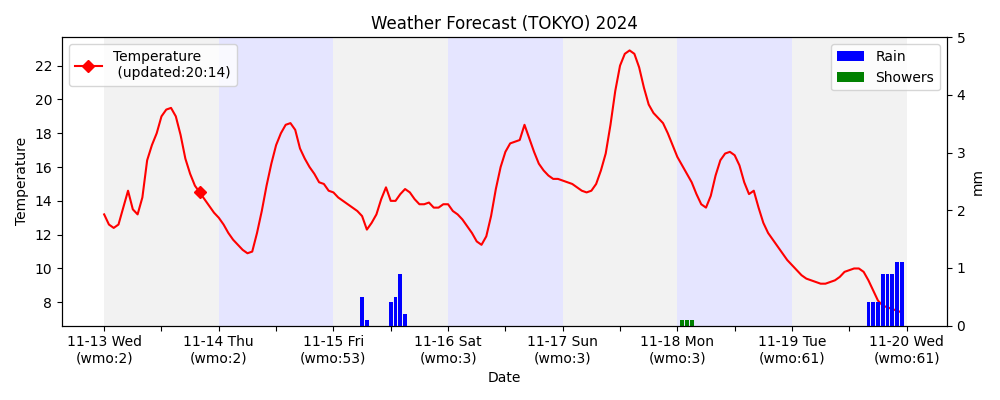 Weather Forecast (TOKYO) 2024
Temperature
(updated:20:14)
Rain
Showers
22
20
18
16
14
12
10
8
Temperature
5
4
3
2
1
0
mm
11-13 Wed
(wmo:2)
11-14 Thu
(wmo:2)
11-15 Fri
(wmo:53)
11-16 Sat
(wmo:3)
11-17 Sun
(wmo:3)
11-18 Mon
(wmo:3)
11-19 Tue
(wmo:61)
11-20 Wed
(wmo:61)
Date